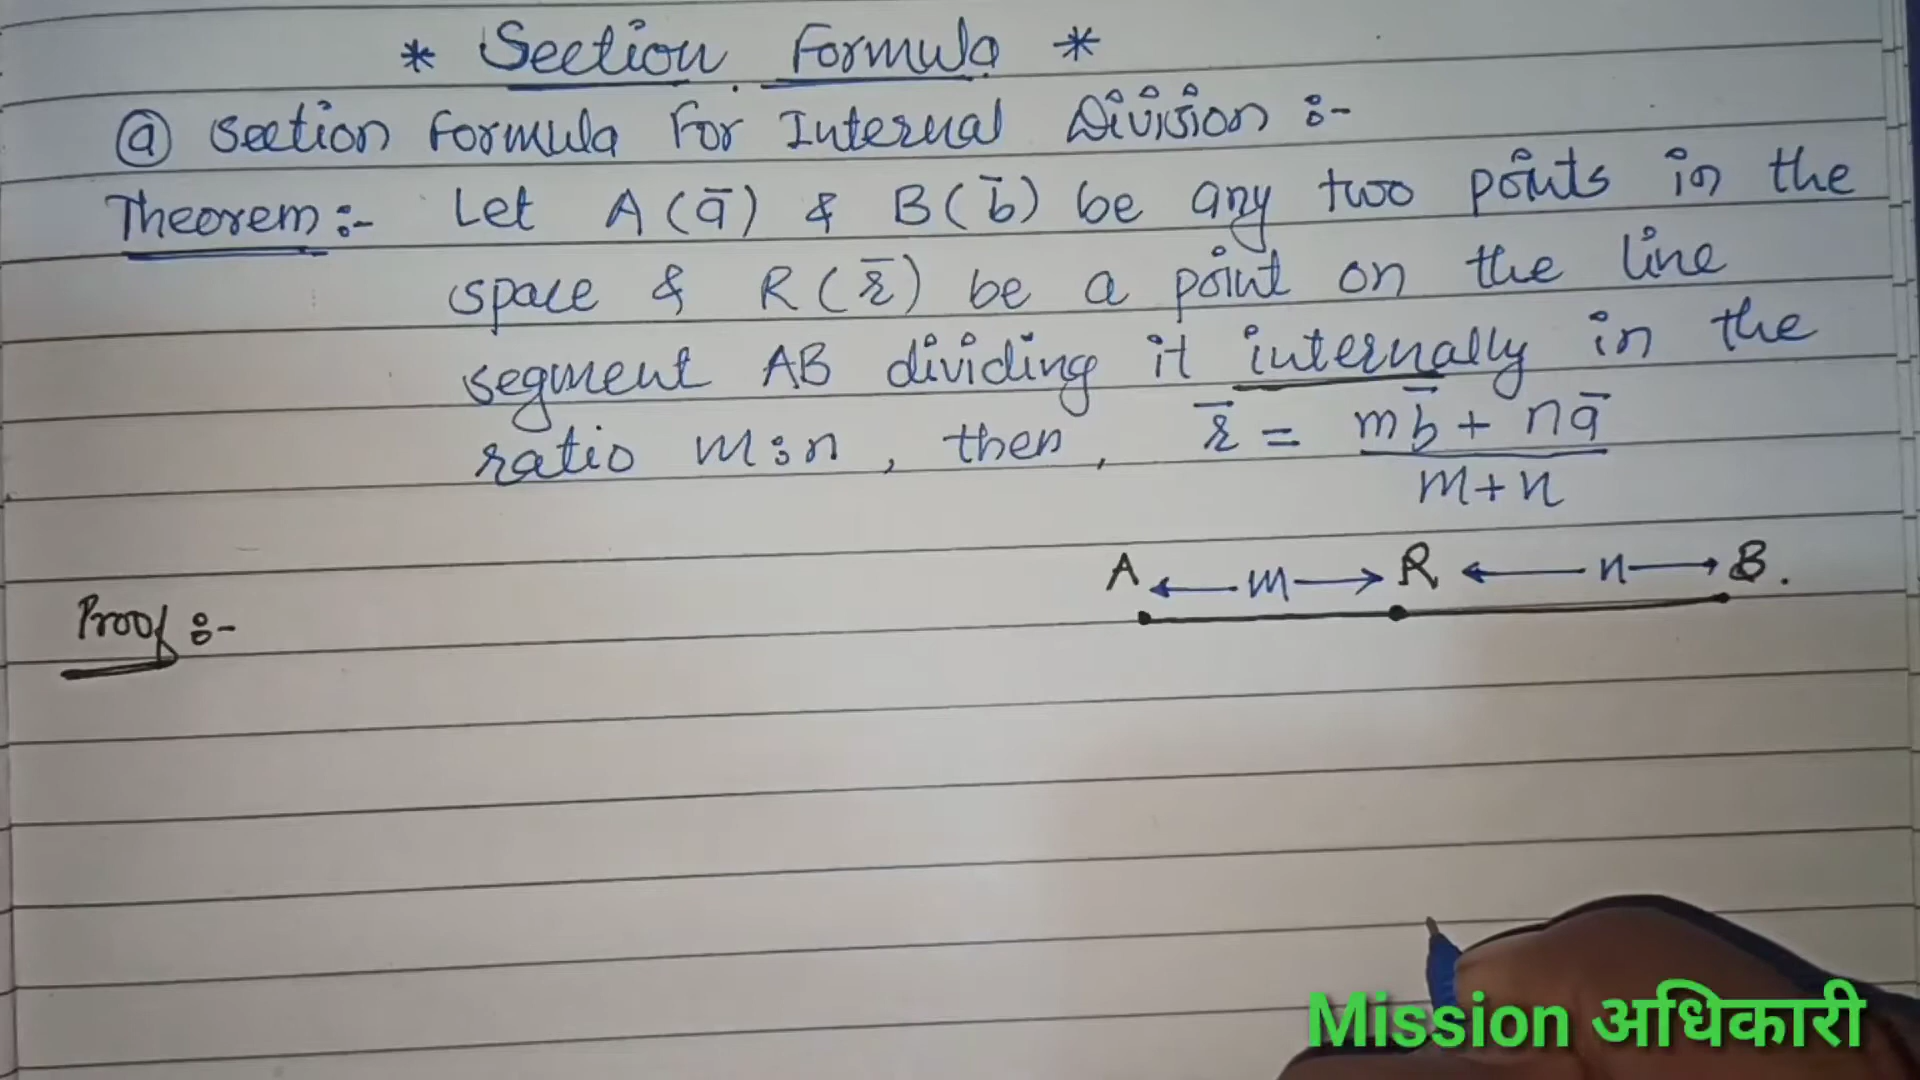 * Section Formula *
ⓐ Section Formula For Internal Division :-
Theorem :- Let A(ā) & B(b̄) be any two points in the
space & R(r̄) be a point on the line
segment AB dividing it internally in the
ratio m:n, then, r̄ = mb̄ + nā
m+n
A ←m→ R ←n→ B.
Proof :-
Mission अधिकारी